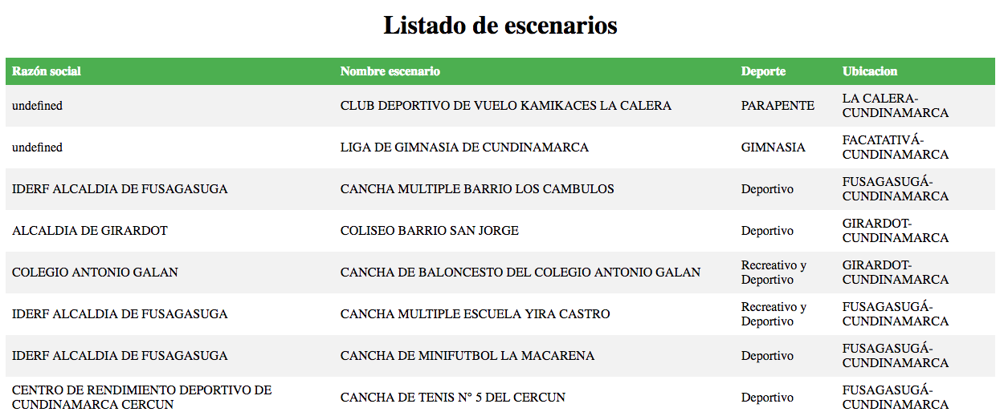 Listado de escenarios
Razón social Nombre escenario Deporte Ubicacion
undefined CLUB DEPORTIVO DE VUELO KAMIKACES LA CALERA PARAPENTE LA CALERA-
CUNDINAMARCA
undefined LIGA DE GIMNASIA DE CUNDINAMARCA GIMNASIA FACATATIVÁ-
CUNDINAMARCA
IDERF ALCALDIA DE FUSAGASUGA CANCHA MULTIPLE BARRIO LOS CAMBULOS Deportivo FUSAGASUGÁ-
CUNDINAMARCA
ALCALDIA DE GIRARDOT COLISEO BARRIO SAN JORGE Deportivo GIRARDOT-
CUNDINAMARCA
COLEGIO ANTONIO GALAN CANCHA DE BALONCESTO DEL COLEGIO ANTONIO GALAN Recreativo y GIRARDOT-
Deportivo CUNDINAMARCA
IDERF ALCALDIA DE FUSAGASUGA CANCHA MULTIPLE ESCUELA YIRA CASTRO Recreativo y FUSAGASUGÁ-
Deportivo CUNDINAMARCA
IDERF ALCALDIA DE FUSAGASUGA CANCHA DE MINIFUTBOL LA MACARENA Deportivo FUSAGASUGÁ-
CUNDINAMARCA
CENTRO DE RENDIMIENTO DEPORTIVO DE CANCHA DE TENIS N° 5 DEL CERCUN Deportivo FUSAGASUGÁ-
CUNDINAMARCA CERCUN CUNDINAMARCA